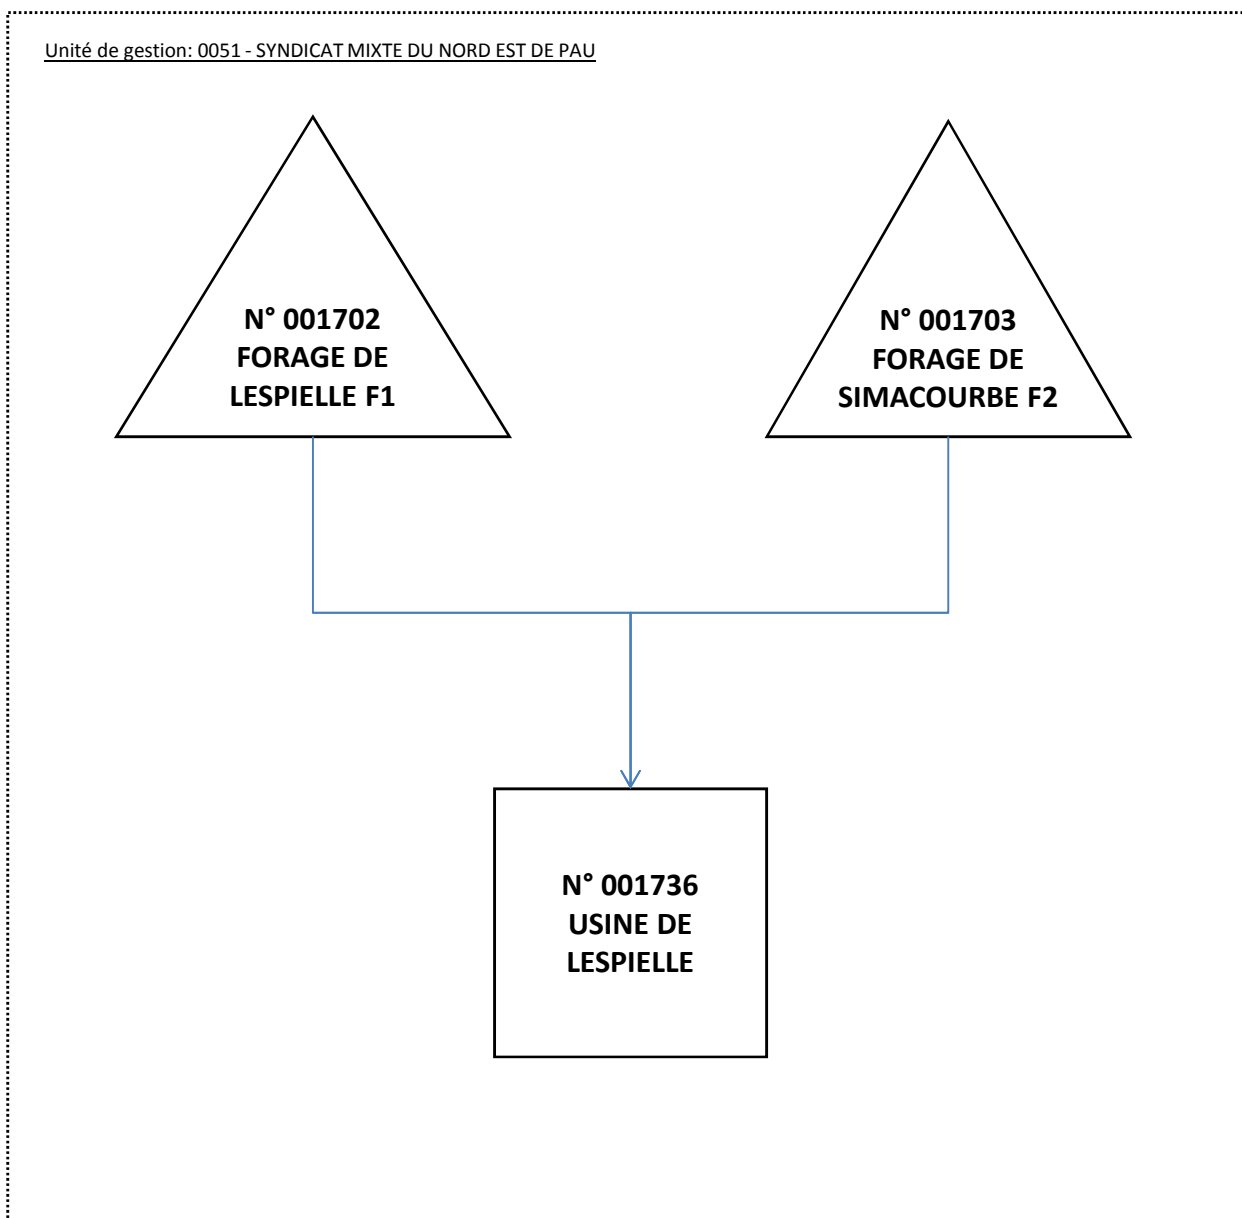 Unité de gestion: 0051 - SYNDICAT MIXTE DU NORD EST DE PAU
N° 001702
FORAGE DE
LESPIELLE F1
N° 001703
FORAGE DE
SIMACOURBE F2
N° 001736
USINE DE
LESPIELLE